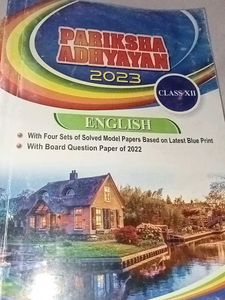 PARIKSHA
ADHYAYAN
2023
CLASS-XII
ENGLISH
With Four Sets of Solved Model Papers Based on Latest Blue Print
With Board Question Paper of 2022